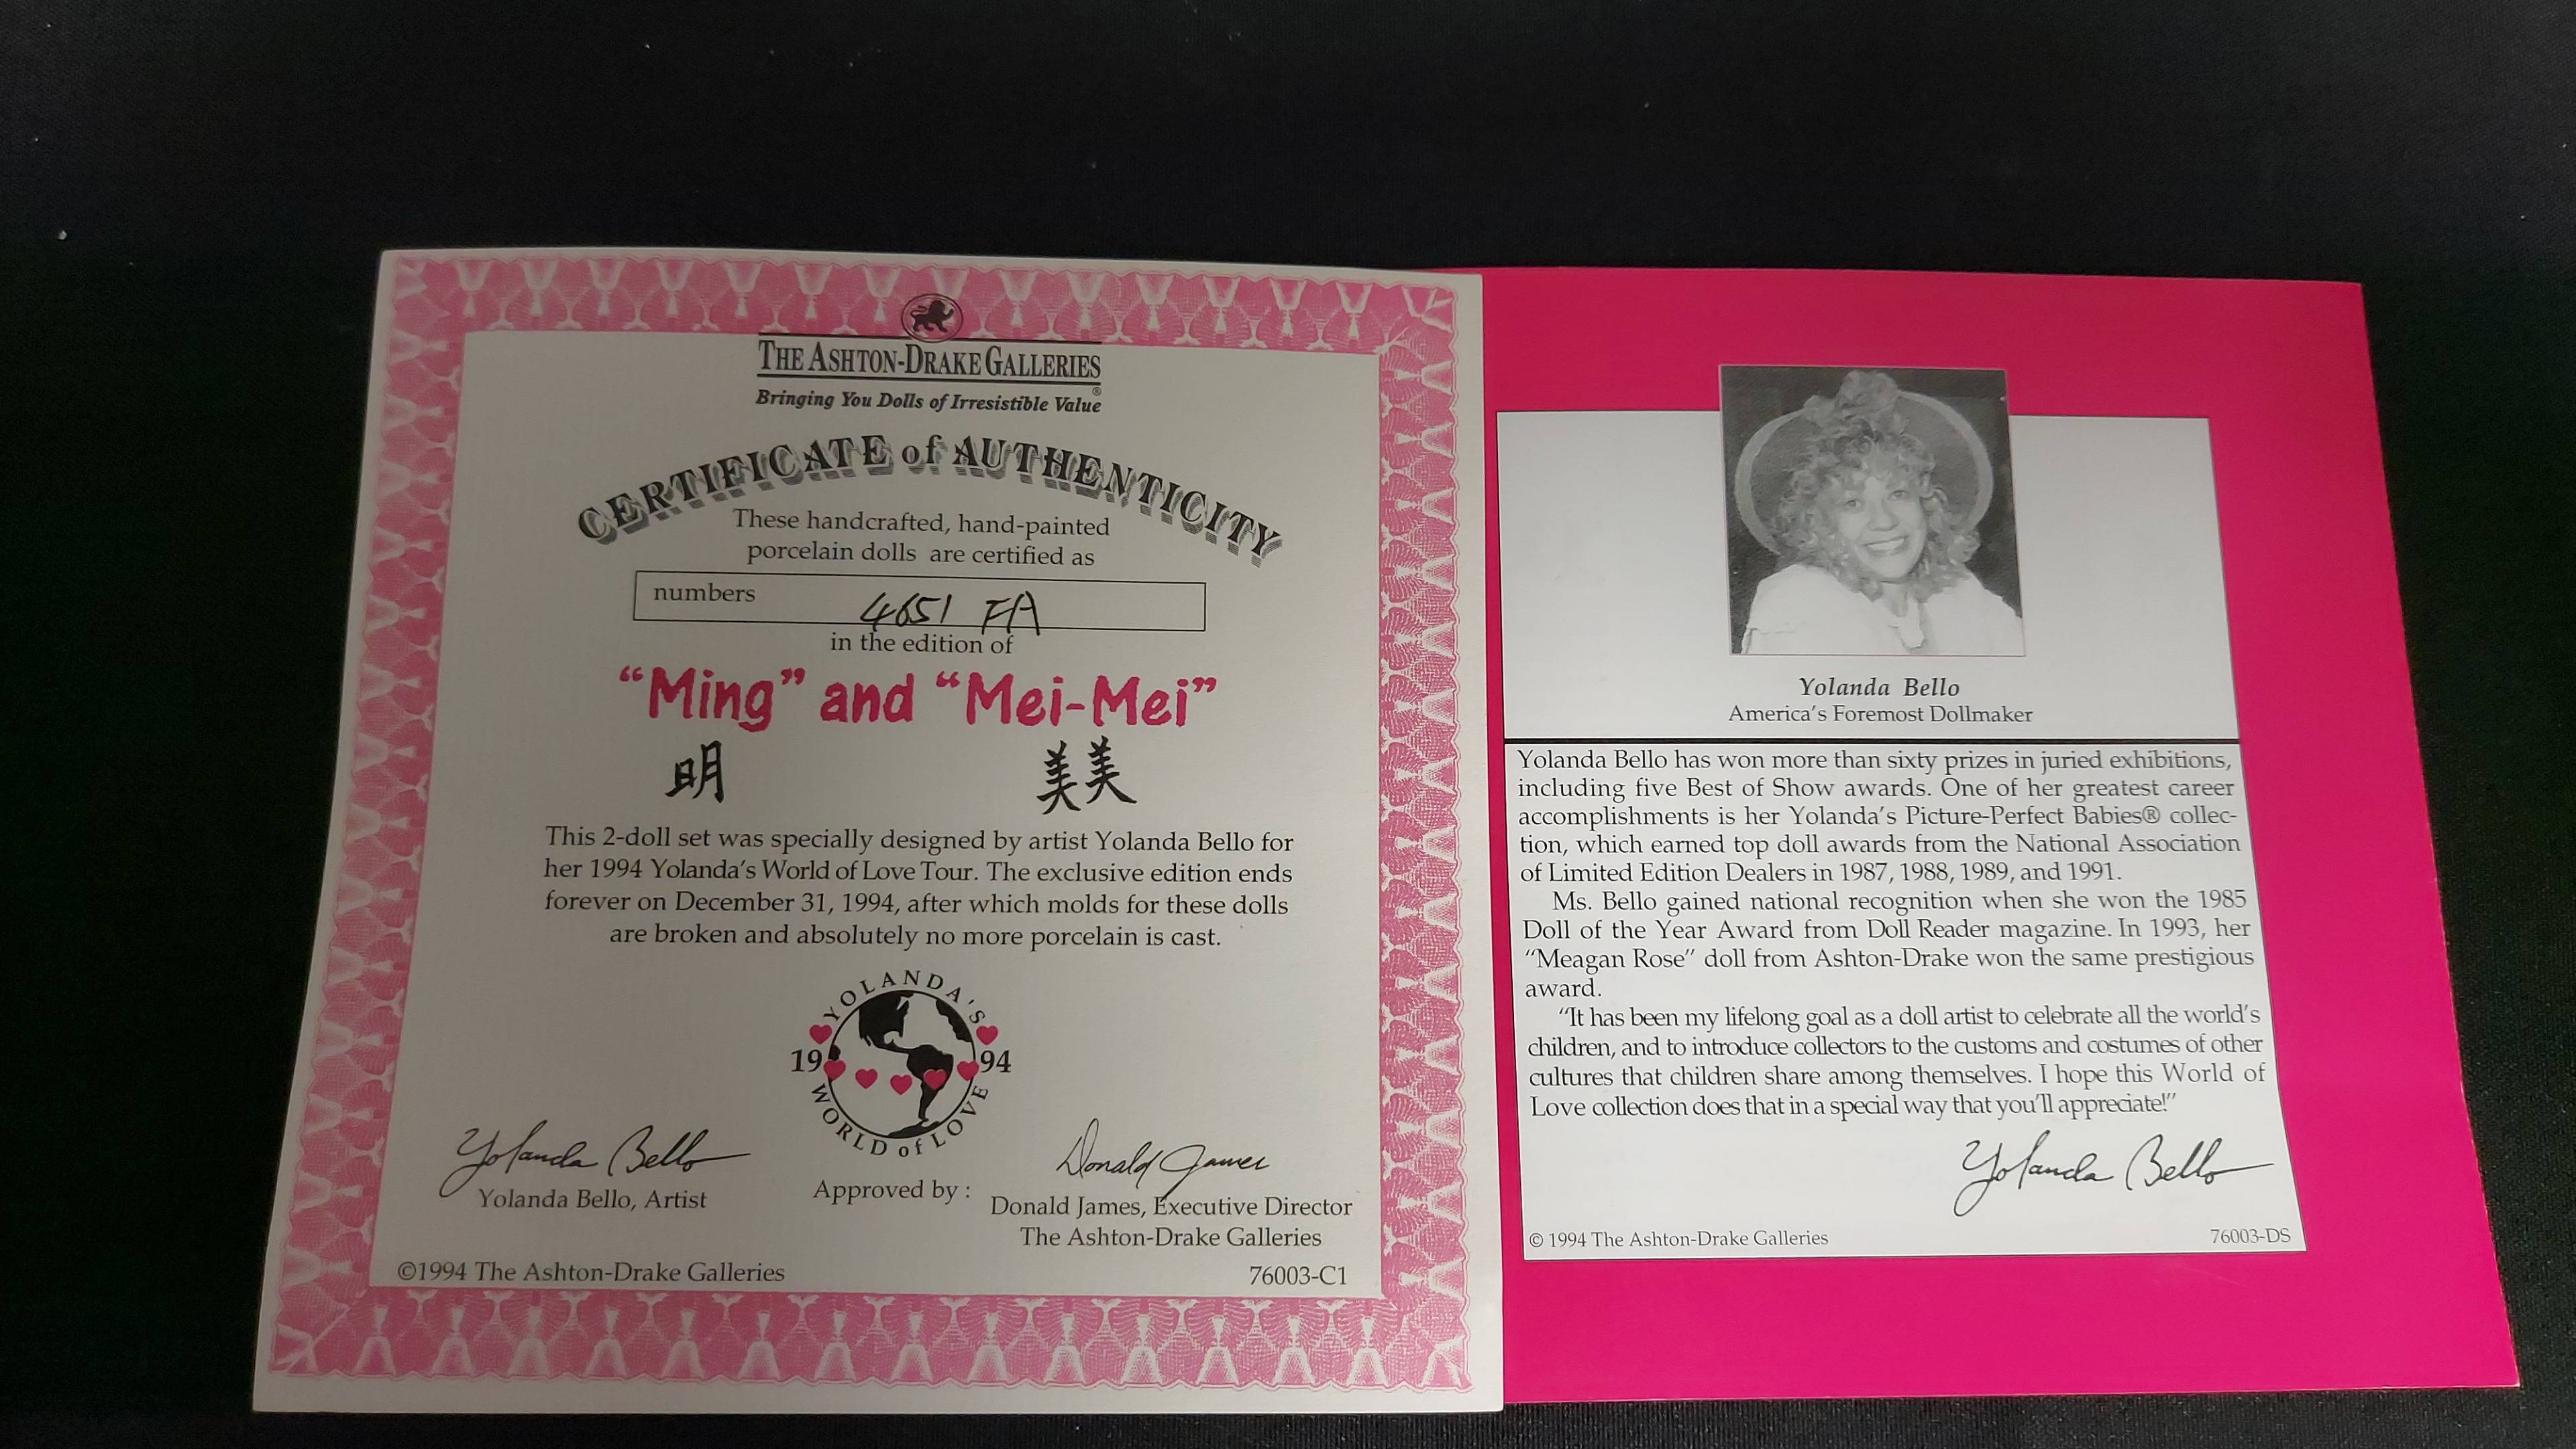 THE ASHTON-DRAKE GALLERIES
Bringing You Dolls of Irresistible Value®
CERTIFICATE of AUTHENTICITY
These handcrafted, hand-painted
porcelain dolls are certified as
numbers 4651 FA
in the edition of
“Ming” and “Mei-Mei”
明 美美
This 2-doll set was specially designed by artist Yolanda Bello for
her 1994 Yolanda's World of Love Tour. The exclusive edition ends
forever on December 31, 1994, after which molds for these dolls
are broken and absolutely no more porcelain is cast.
YOLANDA'S
19 94
WORLD of LOVE
Yolanda Bello
Yolanda Bello, Artist
Approved by :
Donald James
Donald James, Executive Director
The Ashton-Drake Galleries
©1994 The Ashton-Drake Galleries
76003-C1
Yolanda Bello
America's Foremost Dollmaker
Yolanda Bello has won more than sixty prizes in juried exhibitions,
including five Best of Show awards. One of her greatest career
accomplishments is her Yolanda's Picture-Perfect Babies® collec-
tion, which earned top doll awards from the National Association
of Limited Edition Dealers in 1987, 1988, 1989, and 1991.
Ms. Bello gained national recognition when she won the 1985
Doll of the Year Award from Doll Reader magazine. In 1993, her
“Meagan Rose” doll from Ashton-Drake won the same prestigious
award.
“It has been my lifelong goal as a doll artist to celebrate all the world's
children, and to introduce collectors to the customs and costumes of other
cultures that children share among themselves. I hope this World of
Love collection does that in a special way that you'll appreciate!”
Yolanda Bello
© 1994 The Ashton-Drake Galleries
76003-DS